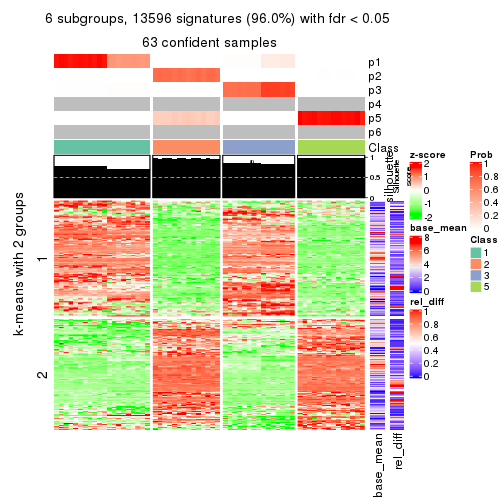 6 subgroups, 13596 signatures (96.0%) with fdr < 0.05
63 confident samples
p1
p2
p3
p4
p5
p6
Class
1
0.5
0
silhouette
Silhouette
k-means with 2 groups
1
2
base_mean
rel_diff
z-score
2
1
0
-1
-2
base_mean
8
6
4
2
0
rel_diff
1
0.8
0.6
0.4
0.2
0
Prob
1
0.8
0.6
0.4
0.2
0
Class
1
2
3
5